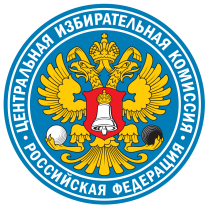 ЦЕНТРАЛЬНАЯ ИЗБИРАТЕЛЬНАЯ КОМИССИЯ
РОССИЙСКАЯ ФЕДЕРАЦИЯ